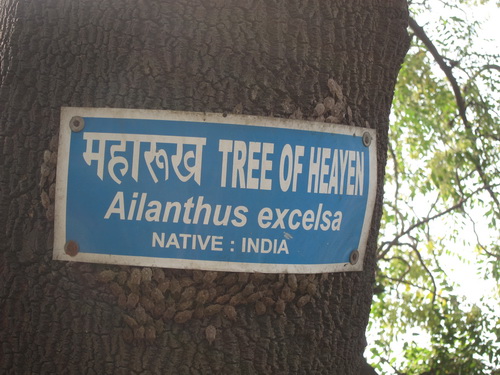 महारूख TREE OF HEAYEN
Ailanthus excelsa
NATIVE : INDIA